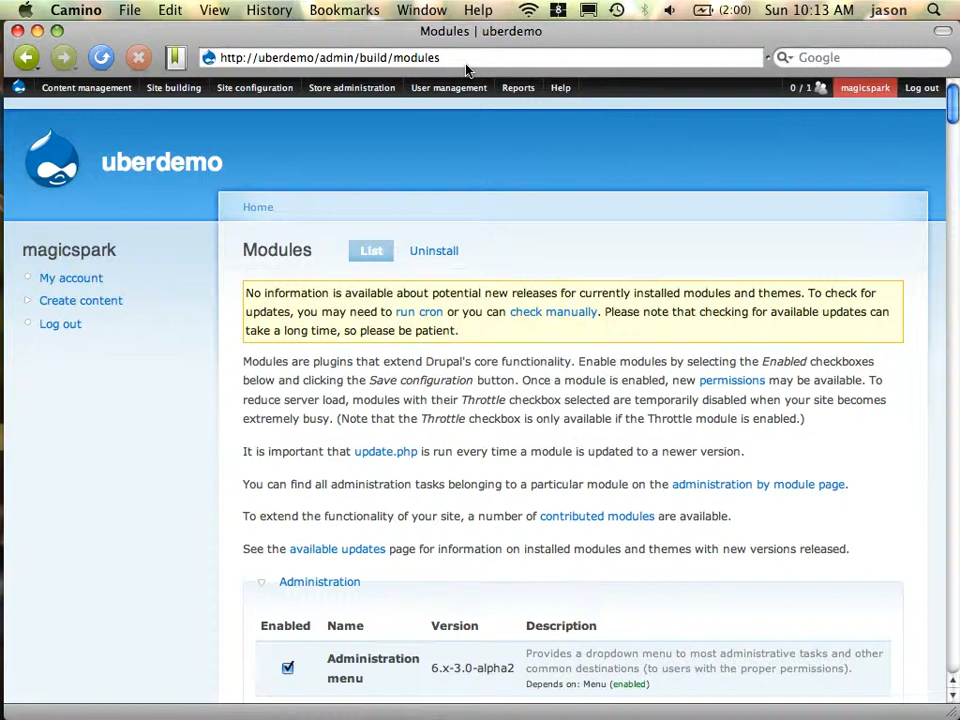 Camino File Edit View History Bookmarks Window Help 8 (2:00) Sun 10:13 AM jason
Modules | uberdemo
http://uberdemo/admin/build/modules Google
Content management Site building Site configuration Store administration User management Reports Help 0 / 1 magicspark Log out
uberdemo
Home
magicspark
My account
Create content
Log out
Modules List Uninstall
No information is available about potential new releases for currently installed modules and themes. To check for
updates, you may need to run cron or you can check manually. Please note that checking for available updates can
take a long time, so please be patient.
Modules are plugins that extend Drupal's core functionality. Enable modules by selecting the Enabled checkboxes
below and clicking the Save configuration button. Once a module is enabled, new permissions may be available. To
reduce server load, modules with their Throttle checkbox selected are temporarily disabled when your site becomes
extremely busy. (Note that the Throttle checkbox is only available if the Throttle module is enabled.)
It is important that update.php is run every time a module is updated to a newer version.
You can find all administration tasks belonging to a particular module on the administration by module page.
To extend the functionality of your site, a number of contributed modules are available.
See the available updates page for information on installed modules and themes with new versions released.
Administration
Enabled Name Version Description
Administration
menu
6.x-3.0-alpha2
Provides a dropdown menu to most administrative tasks and other
common destinations (to users with the proper permissions).
Depends on: Menu (enabled)